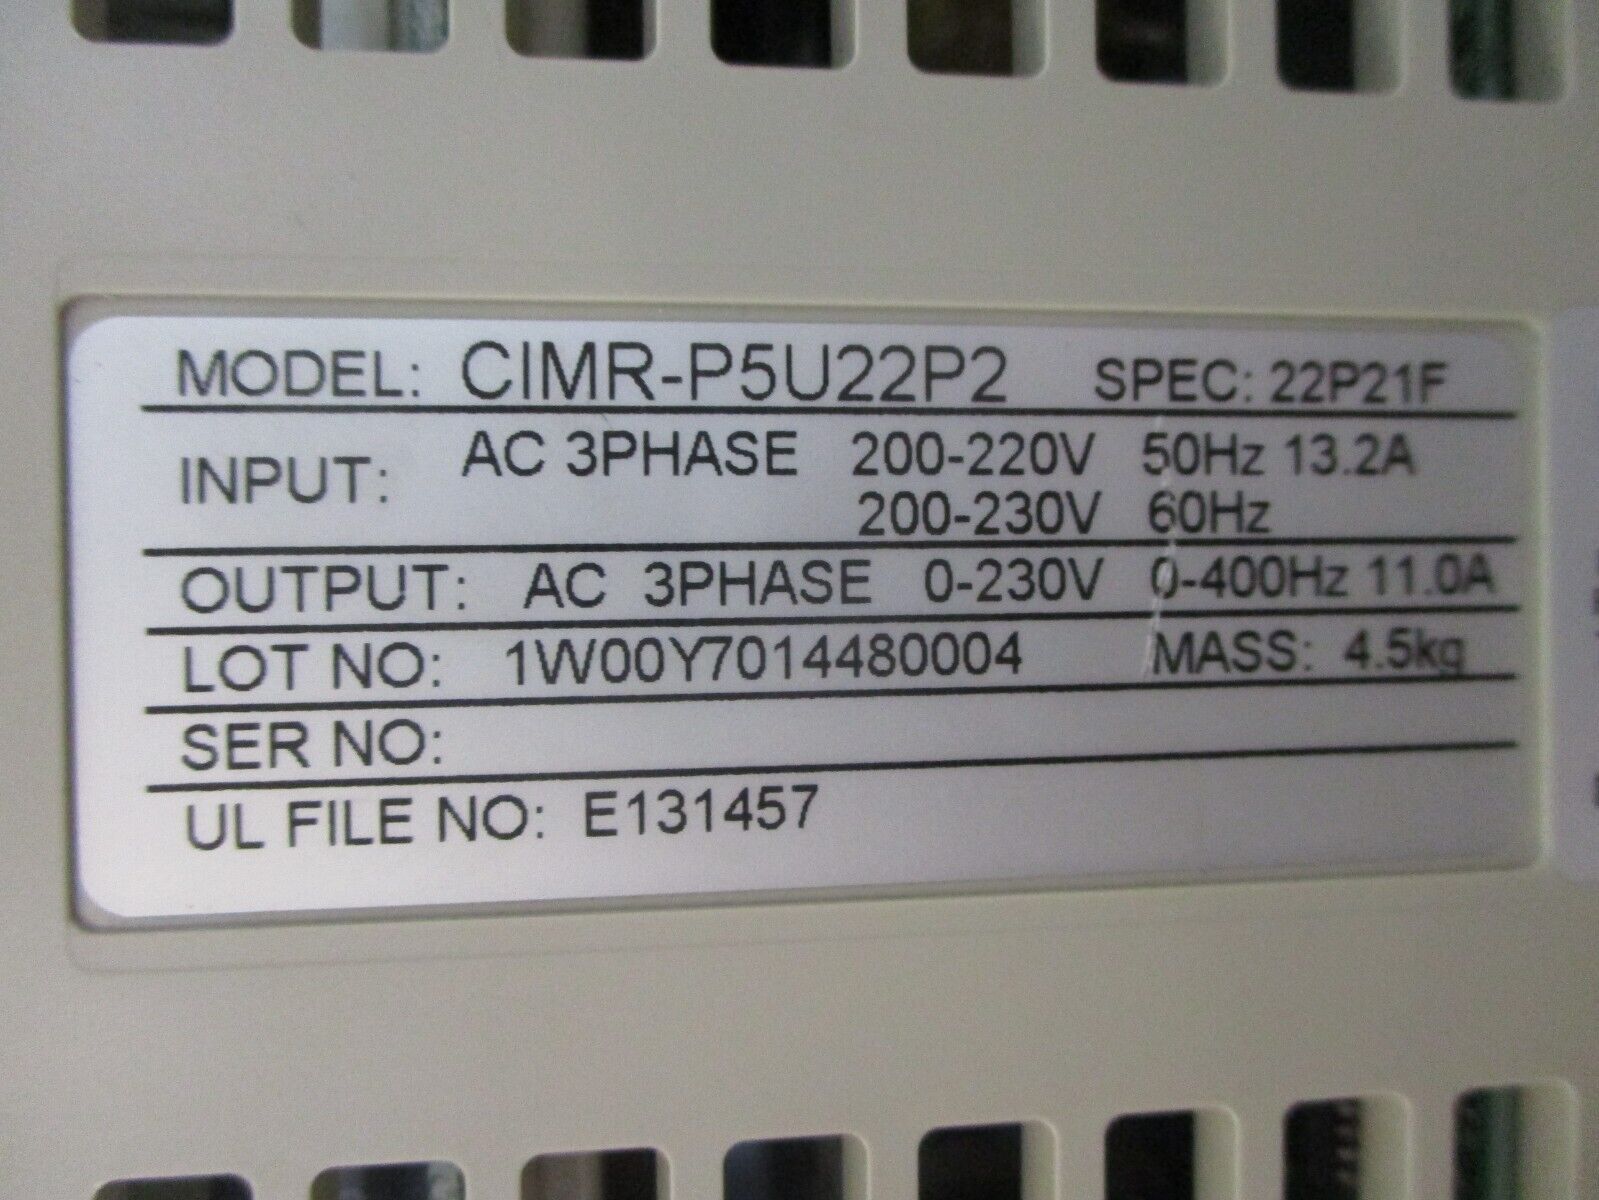 MODEL: CIMR-P5U22P2 SPEC: 22P21F
INPUT: AC 3PHASE 200-220V 50Hz 13.2A
200-230V 60Hz
OUTPUT: AC 3PHASE 0-230V 0-400Hz 11.0A
LOT NO: 1W00Y7014480004 MASS: 4.5kg
SER NO:
UL FILE NO: E131457